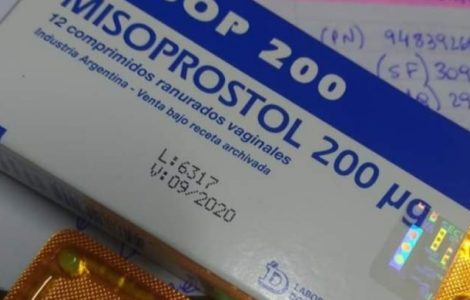 OP 200
MISOPROSTOL 200 µg
12 comprimidos ranurados vaginales
Industria Argentina - Venta bajo receta archivada
L:6317
V:09/2020
(PN)
(SF) 309